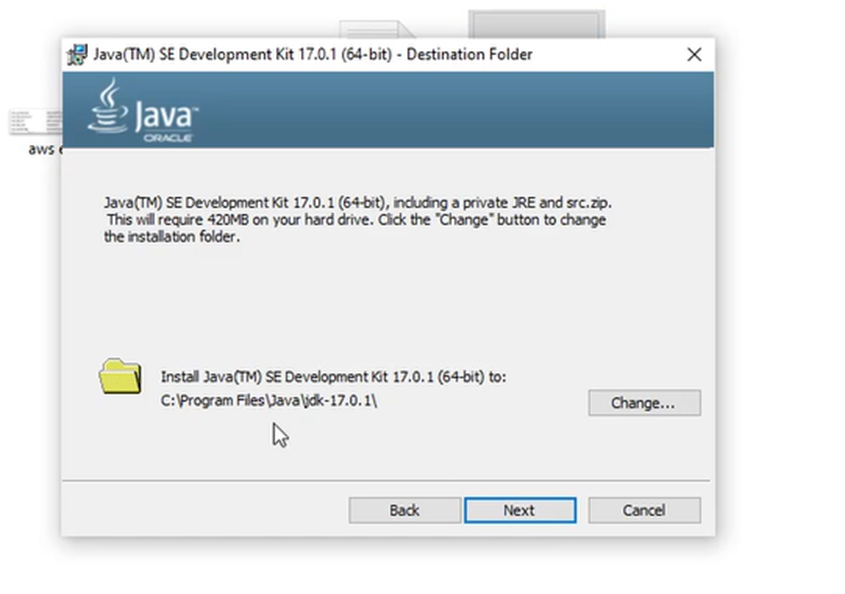 Java(TM) SE Development Kit 17.0.1 (64-bit) - Destination Folder
Java™
ORACLE
aws
Java(TM) SE Development Kit 17.0.1 (64-bit), including a private JRE and src.zip.
This will require 420MB on your hard drive. Click the "Change" button to change
the installation folder.
Install Java(TM) SE Development Kit 17.0.1 (64-bit) to:
C:\Program Files\Java\jdk-17.0.1\
Change...
Back Next Cancel